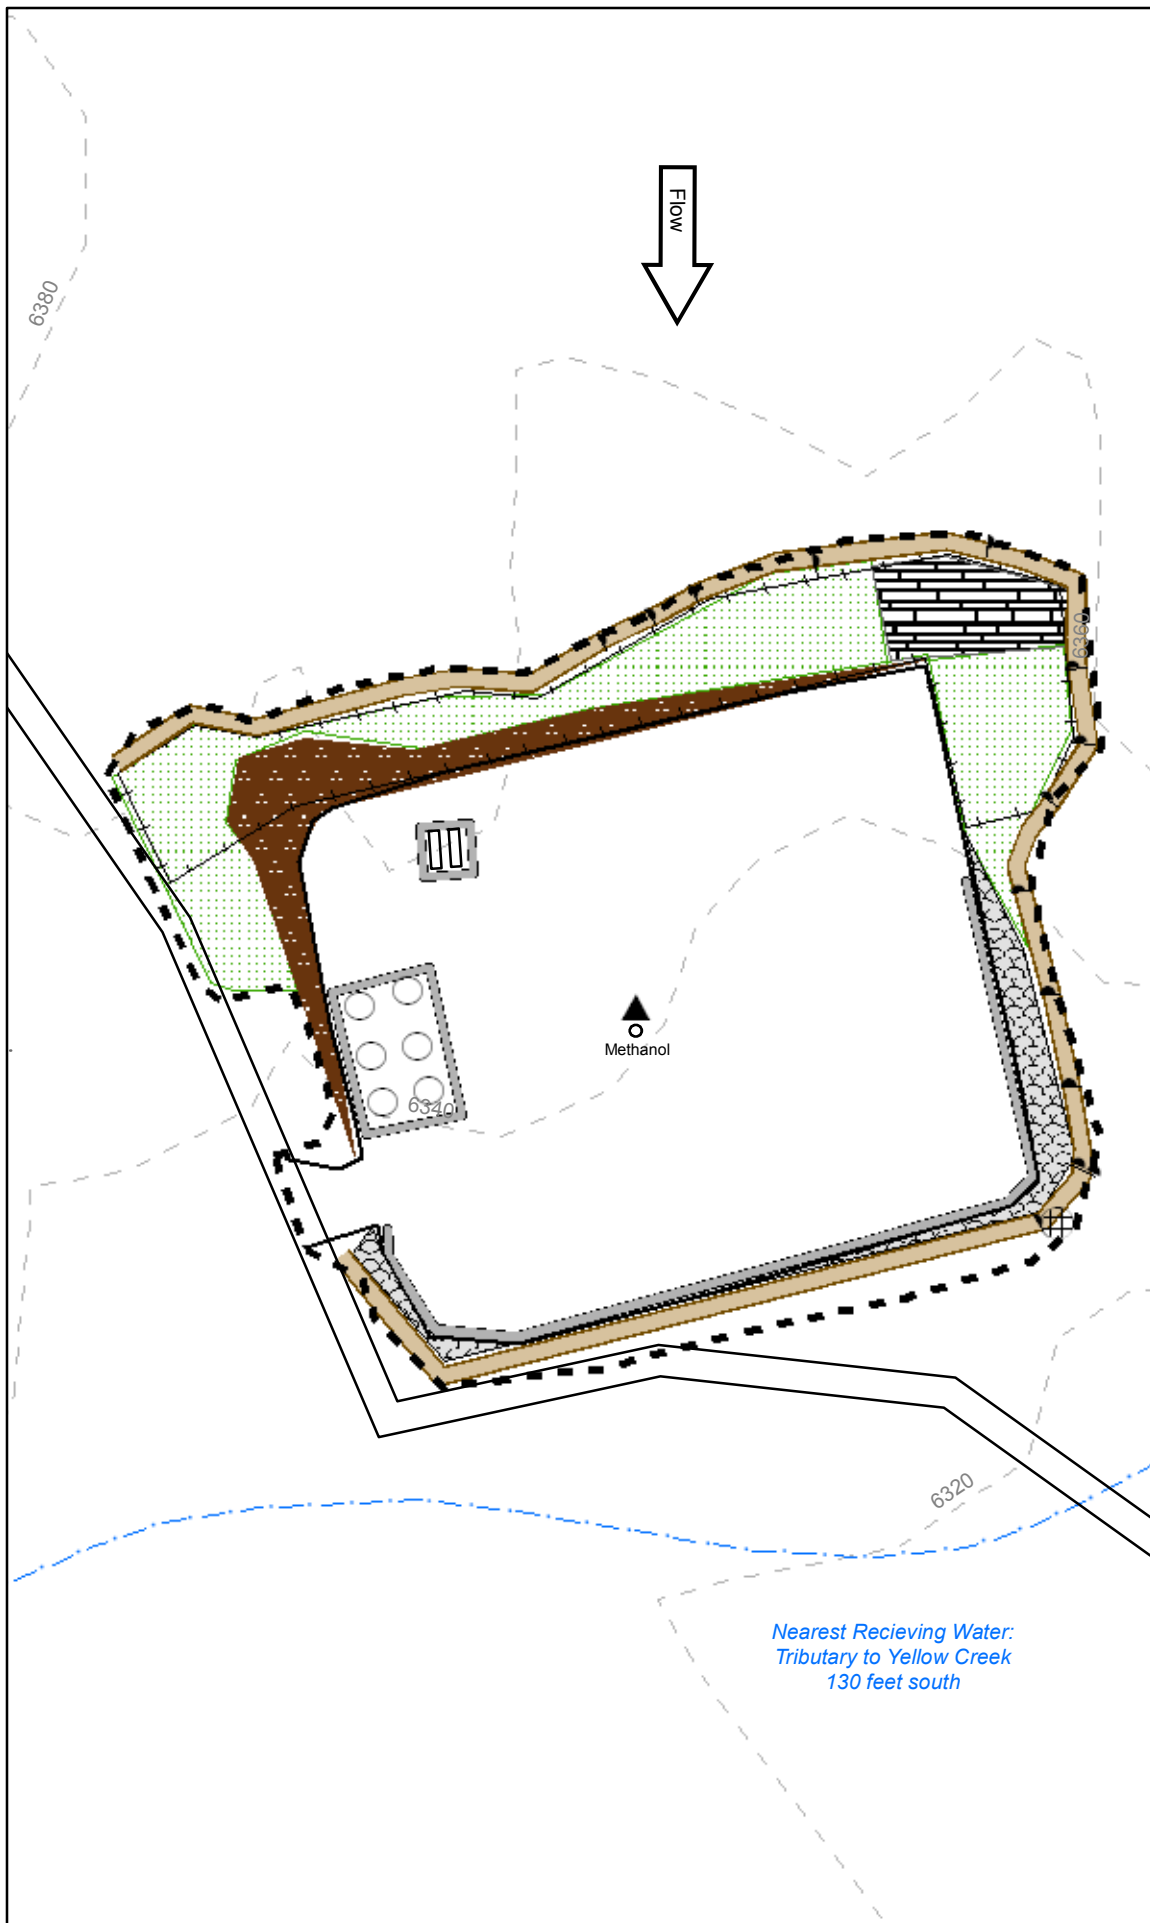 Flow
6380
6360
Methanol
6340
6320
Nearest Recieving Water:
Tributary to Yellow Creek
130 feet south